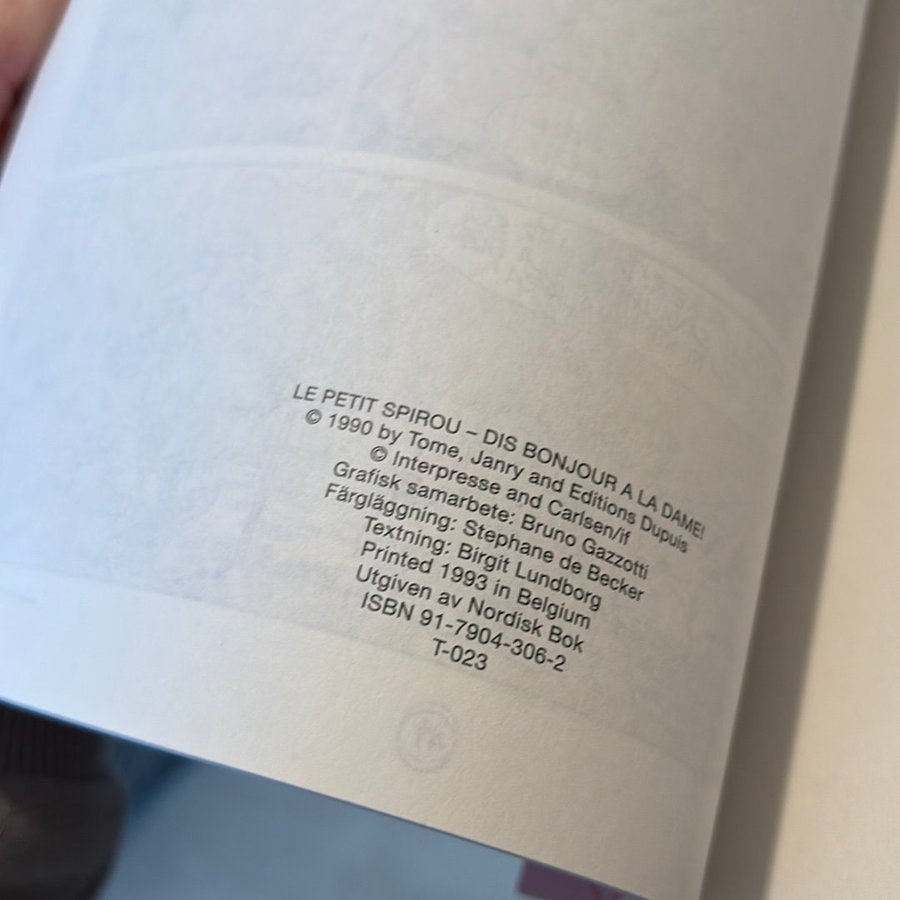 LE PETIT SPIROU – DIS BONJOUR A LA DAME!
© 1990 by Tome, Janry and Editions Dupuis
© Interpresse and Carlsen/if
Grafisk samarbete: Bruno Gazzotti
Färgläggning: Stephane de Becker
Textning: Birgit Lundborg
Printed 1993 in Belgium
Utgiven av Nordisk Bok
ISBN 91-7904-306-2
T-023